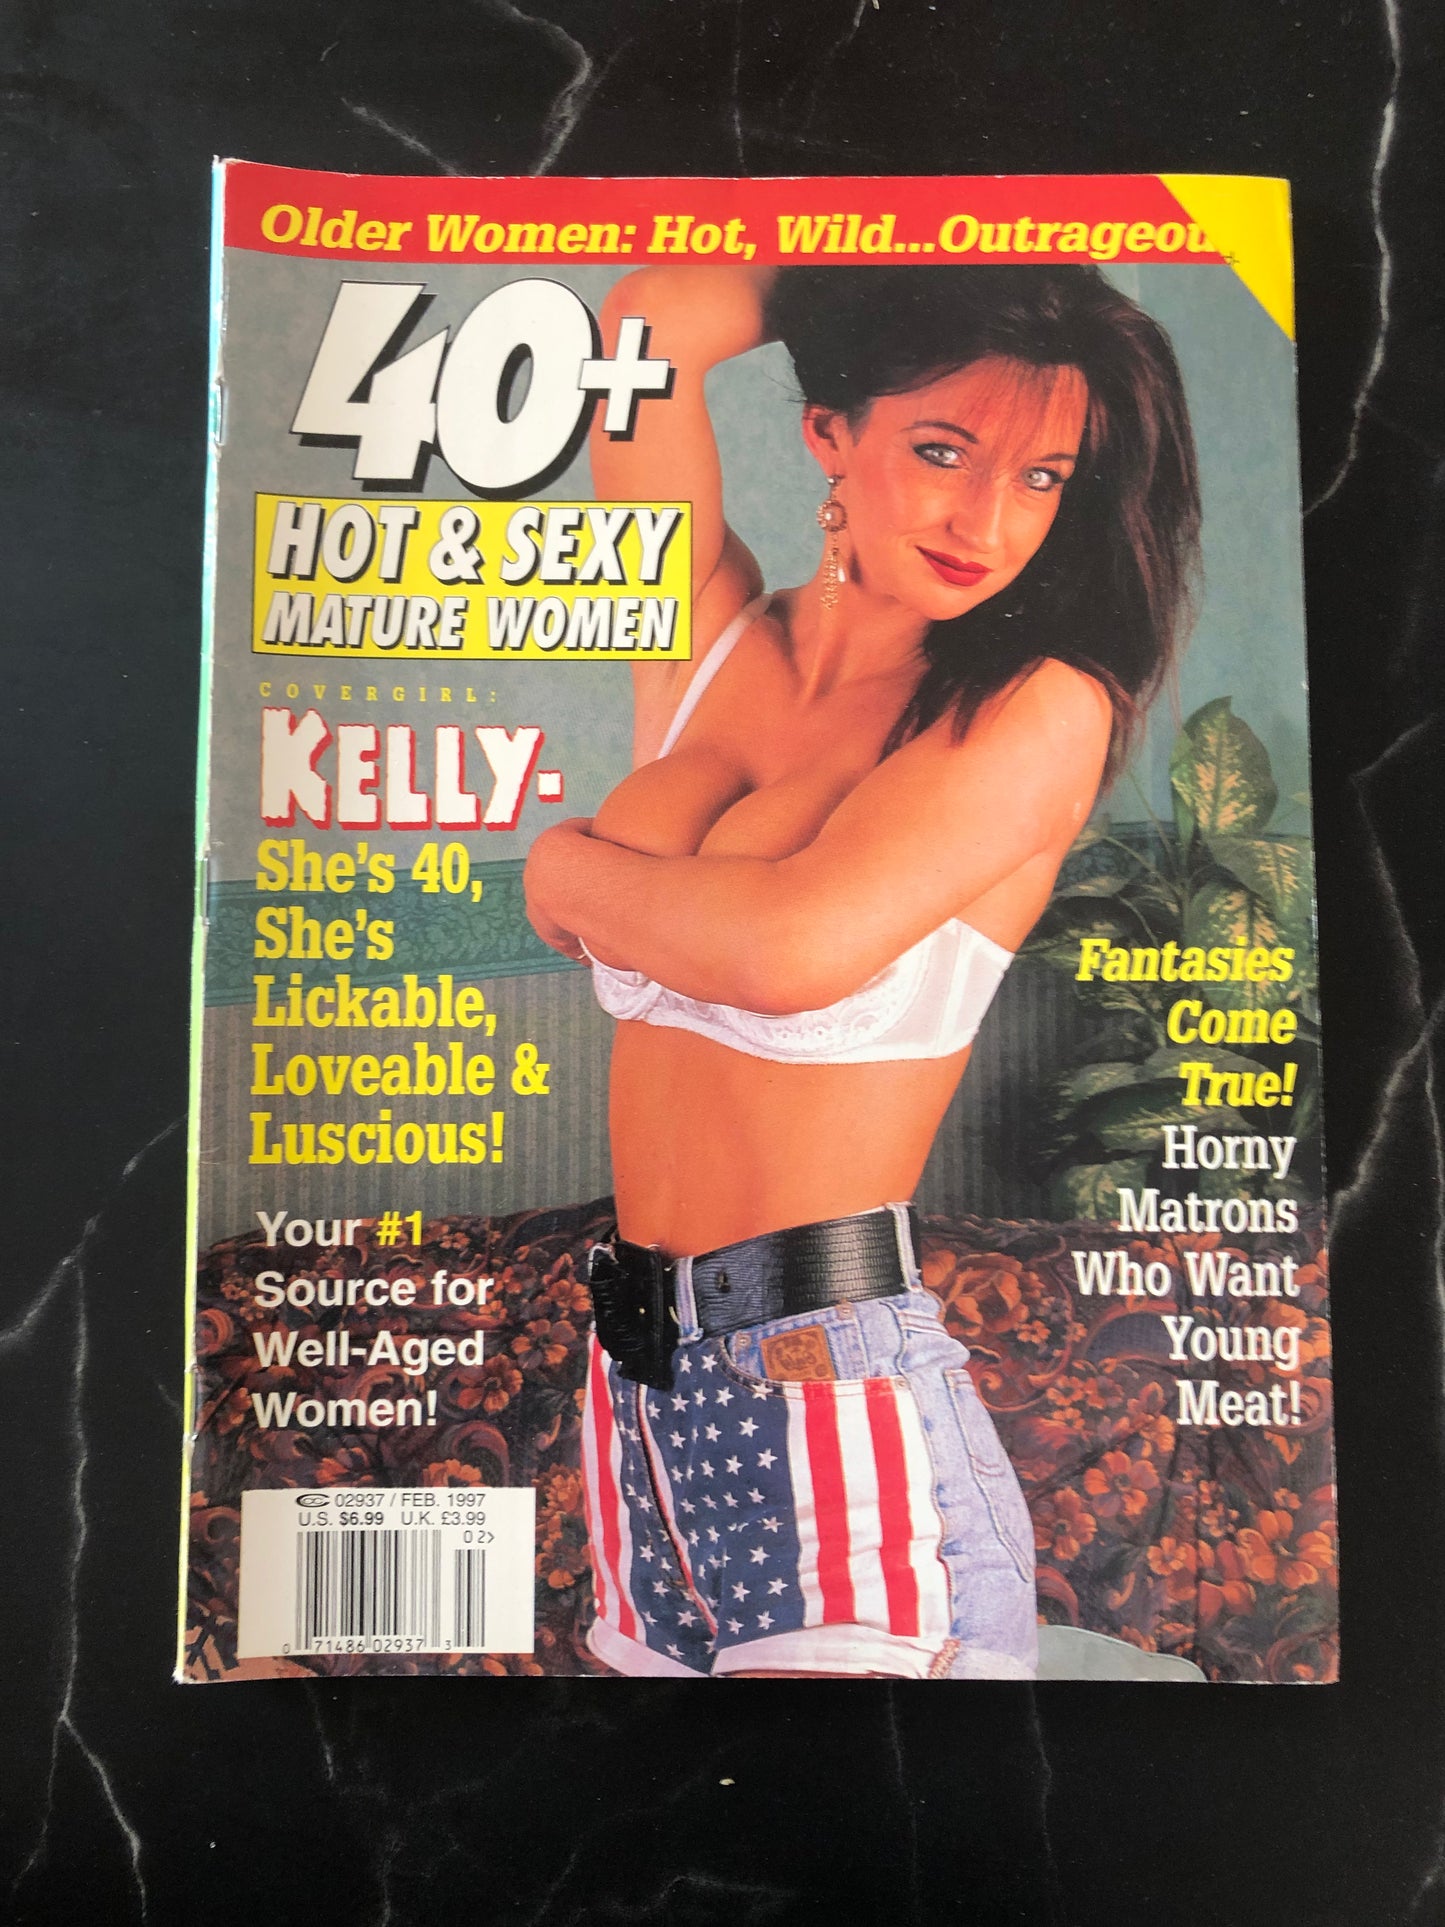 Older Women: Hot, Wild...Outrageou
40+
HOT & SEXY
MATURE WOMEN
COVERGIRL:
KELLY-
She's 40,
She's
Lickable,
Loveable &
Luscious!
Your #1
Source for
Well-Aged
Women!
Fantasies
Come
True!
Horny
Matrons
Who Want
Young
Meat!
CC 02937 / FEB. 1997
U.S. $6.99 U.K. £3.99
02>
0 71486 02937 3